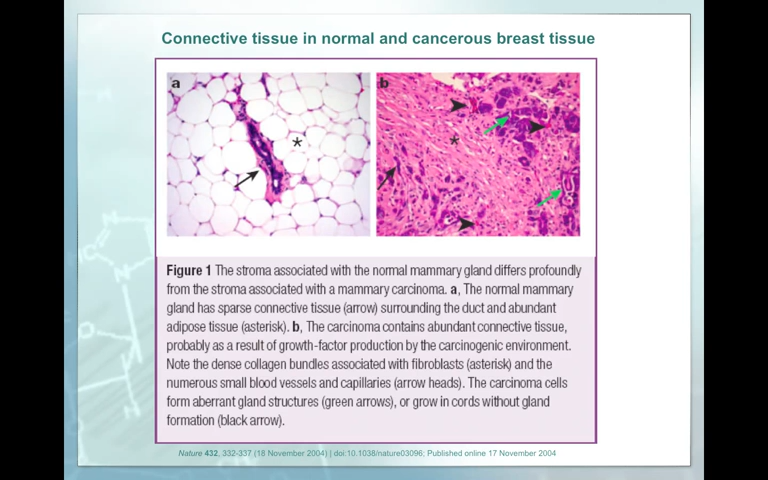 Connective tissue in normal and cancerous breast tissue
a
b
*
*
Figure 1 The stroma associated with the normal mammary gland differs profoundly
from the stroma associated with a mammary carcinoma. a, The normal mammary
gland has sparse connective tissue (arrow) surrounding the duct and abundant
adipose tissue (asterisk). b, The carcinoma contains abundant connective tissue,
probably as a result of growth-factor production by the carcinogenic environment.
Note the dense collagen bundles associated with fibroblasts (asterisk) and the
numerous small blood vessels and capillaries (arrow heads). The carcinoma cells
form aberrant gland structures (green arrows), or grow in cords without gland
formation (black arrow).
Nature 432, 332-337 (18 November 2004) | doi:10.1038/nature03096; Published online 17 November 2004